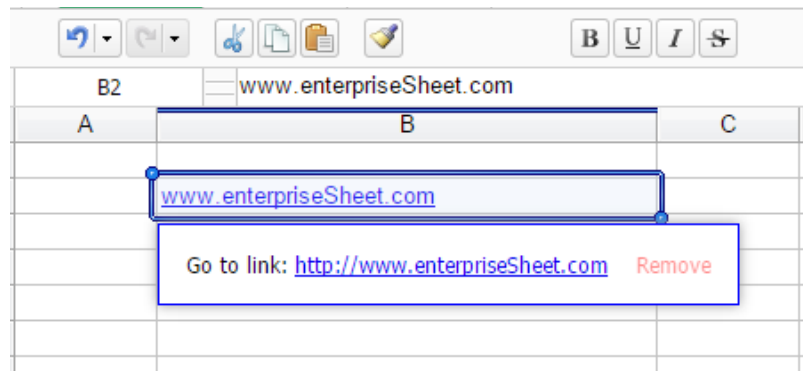 B U I S
B2 www.enterpriseSheet.com
A B C
www.enterpriseSheet.com
Go to link: http://www.enterpriseSheet.com Remove